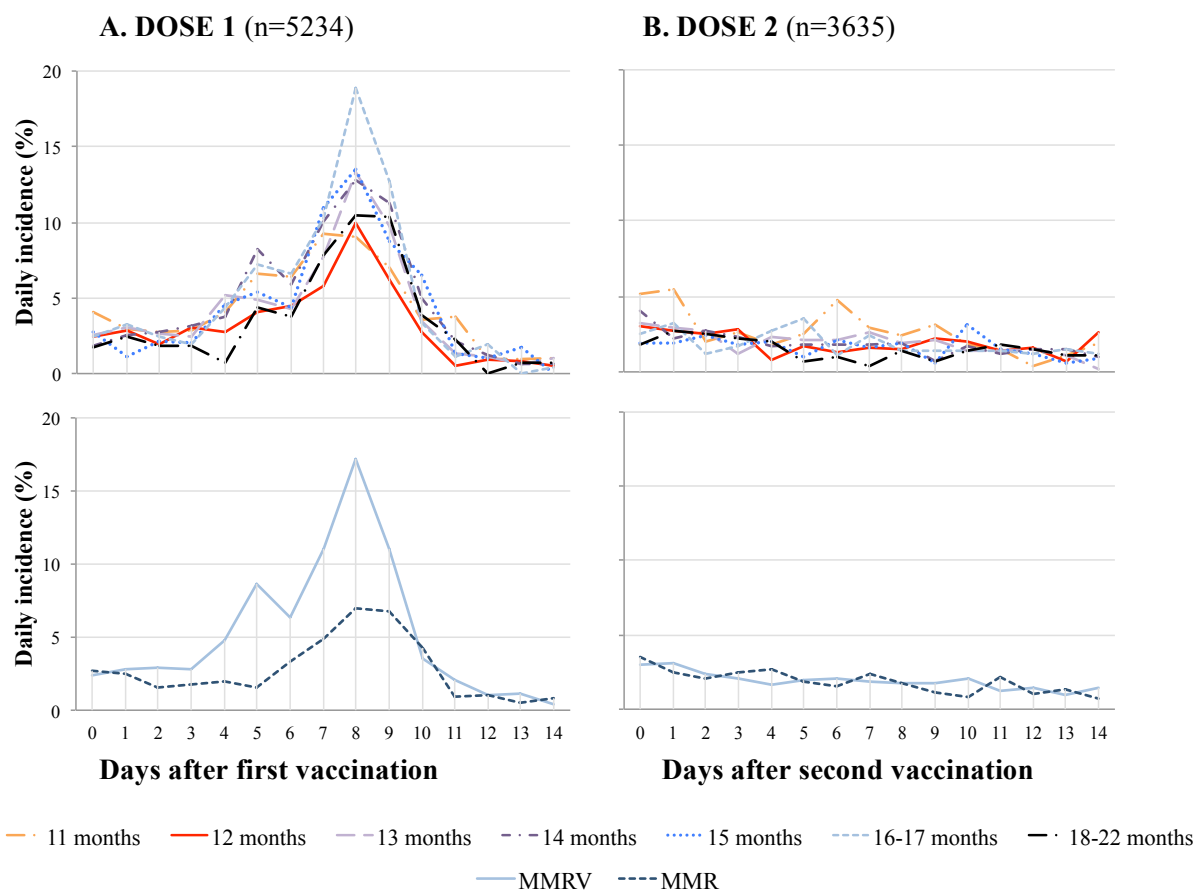 A. DOSE 1 (n=5234)
B. DOSE 2 (n=3635)
Daily incidence (%)
20
15
10
5
0
Daily incidence (%)
20
15
10
5
0
0 1 2 3 4 5 6 7 8 9 10 11 12 13 14
0 1 2 3 4 5 6 7 8 9 10 11 12 13 14
Days after first vaccination
Days after second vaccination
11 months 12 months 13 months 14 months 15 months 16-17 months 18-22 months
MMRV MMR